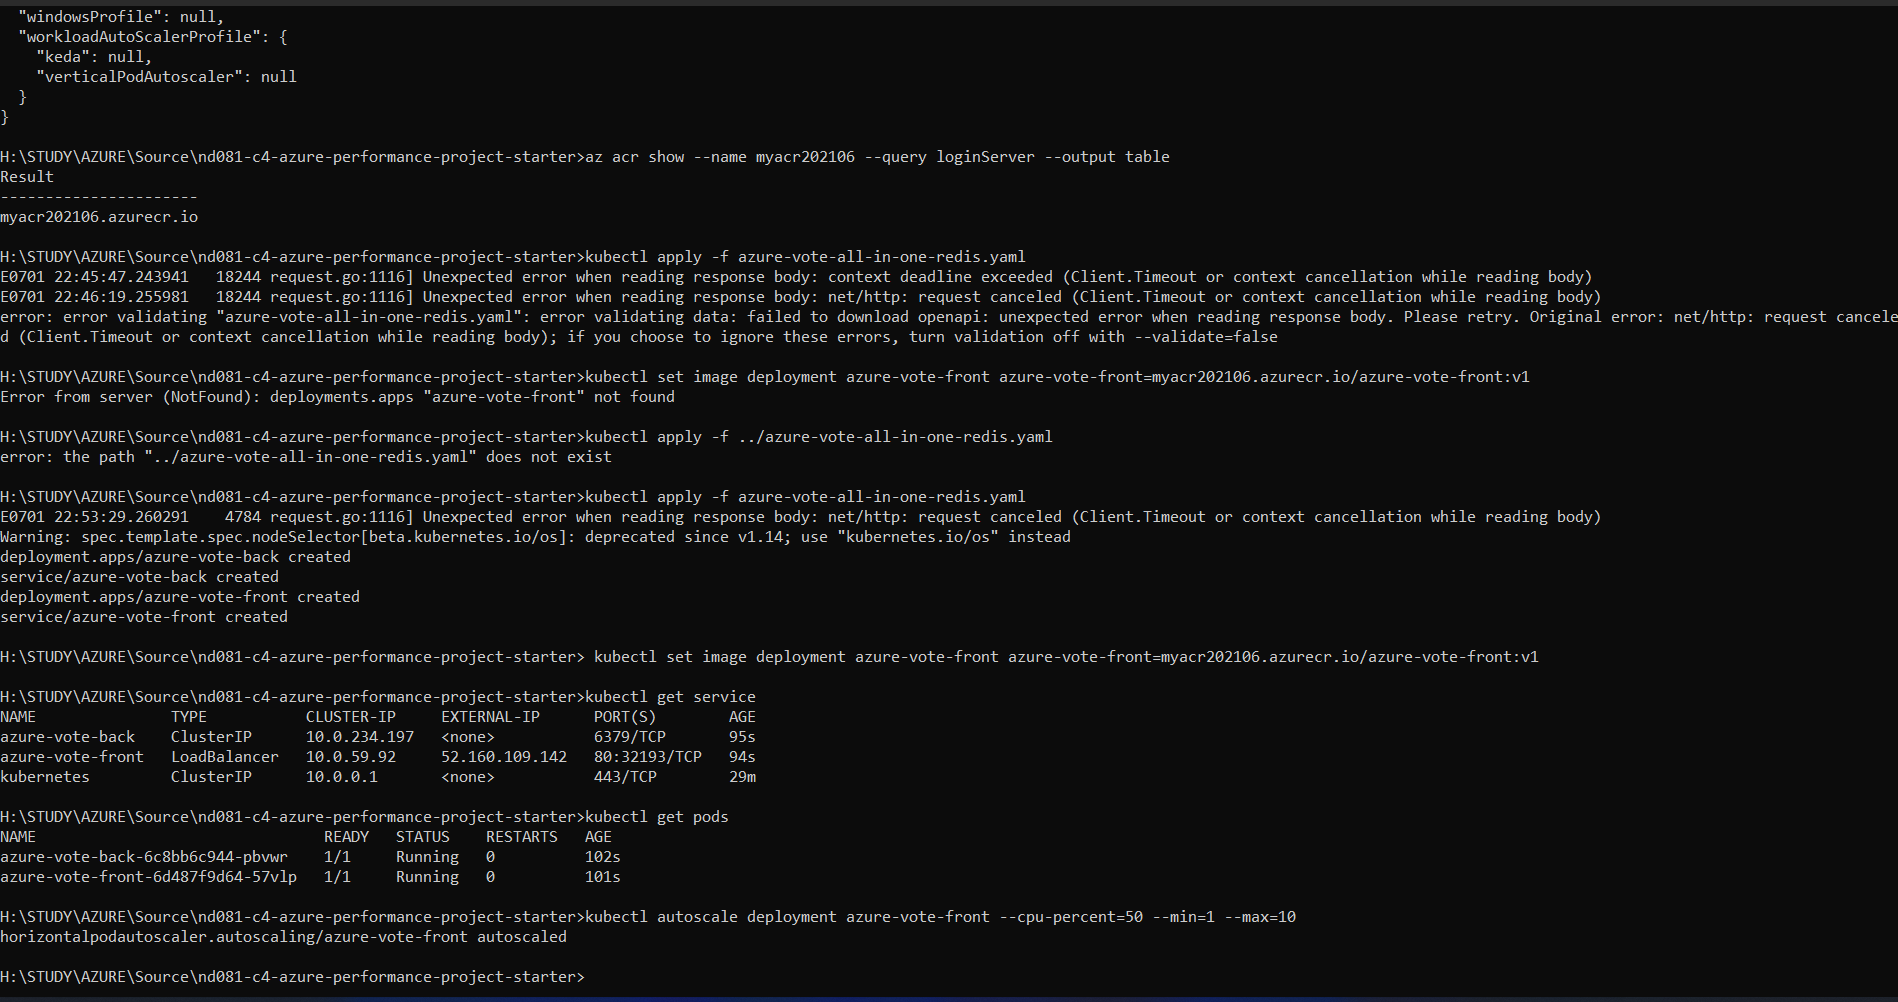 "windowsProfile": null,
  "workloadAutoScalerProfile": {
    "keda": null,
    "verticalPodAutoscaler": null
  }
}
H:\STUDY\AZURE\Source\nd081-c4-azure-performance-project-starter>az acr show --name myacr202106 --query loginServer --output table
Result
----------------------
myacr202106.azurecr.io
H:\STUDY\AZURE\Source\nd081-c4-azure-performance-project-starter>kubectl apply -f azure-vote-all-in-one-redis.yaml
E0701 22:45:47.243941   18244 request.go:1116] Unexpected error when reading response body: context deadline exceeded (Client.Timeout or context cancellation while reading body)
E0701 22:46:19.255981   18244 request.go:1116] Unexpected error when reading response body: net/http: request canceled (Client.Timeout or context cancellation while reading body)
error: error validating "azure-vote-all-in-one-redis.yaml": error validating data: failed to download openapi: unexpected error when reading response body. Please retry. Original error: net/http: request cancele
d (Client.Timeout or context cancellation while reading body); if you choose to ignore these errors, turn validation off with --validate=false
H:\STUDY\AZURE\Source\nd081-c4-azure-performance-project-starter>kubectl set image deployment azure-vote-front azure-vote-front=myacr202106.azurecr.io/azure-vote-front:v1
Error from server (NotFound): deployments.apps "azure-vote-front" not found
H:\STUDY\AZURE\Source\nd081-c4-azure-performance-project-starter>kubectl apply -f ../azure-vote-all-in-one-redis.yaml
error: the path "../azure-vote-all-in-one-redis.yaml" does not exist
H:\STUDY\AZURE\Source\nd081-c4-azure-performance-project-starter>kubectl apply -f azure-vote-all-in-one-redis.yaml
E0701 22:53:29.260291    4784 request.go:1116] Unexpected error when reading response body: net/http: request canceled (Client.Timeout or context cancellation while reading body)
Warning: spec.template.spec.nodeSelector[beta.kubernetes.io/os]: deprecated since v1.14; use "kubernetes.io/os" instead
deployment.apps/azure-vote-back created
service/azure-vote-back created
deployment.apps/azure-vote-front created
service/azure-vote-front created
H:\STUDY\AZURE\Source\nd081-c4-azure-performance-project-starter> kubectl set image deployment azure-vote-front azure-vote-front=myacr202106.azurecr.io/azure-vote-front:v1
H:\STUDY\AZURE\Source\nd081-c4-azure-performance-project-starter>kubectl get service
NAME               TYPE           CLUSTER-IP     EXTERNAL-IP      PORT(S)        AGE
azure-vote-back    ClusterIP      10.0.234.197   <none>           6379/TCP       95s
azure-vote-front   LoadBalancer   10.0.59.92     52.160.109.142   80:32193/TCP   94s
kubernetes         ClusterIP      10.0.0.1       <none>           443/TCP        29m
H:\STUDY\AZURE\Source\nd081-c4-azure-performance-project-starter>kubectl get pods
NAME                                READY   STATUS    RESTARTS   AGE
azure-vote-back-6c8bb6c944-pbvwr    1/1     Running   0          102s
azure-vote-front-6d487f9d64-57vlp   1/1     Running   0          101s
H:\STUDY\AZURE\Source\nd081-c4-azure-performance-project-starter>kubectl autoscale deployment azure-vote-front --cpu-percent=50 --min=1 --max=10
horizontalpodautoscaler.autoscaling/azure-vote-front autoscaled
H:\STUDY\AZURE\Source\nd081-c4-azure-performance-project-starter>